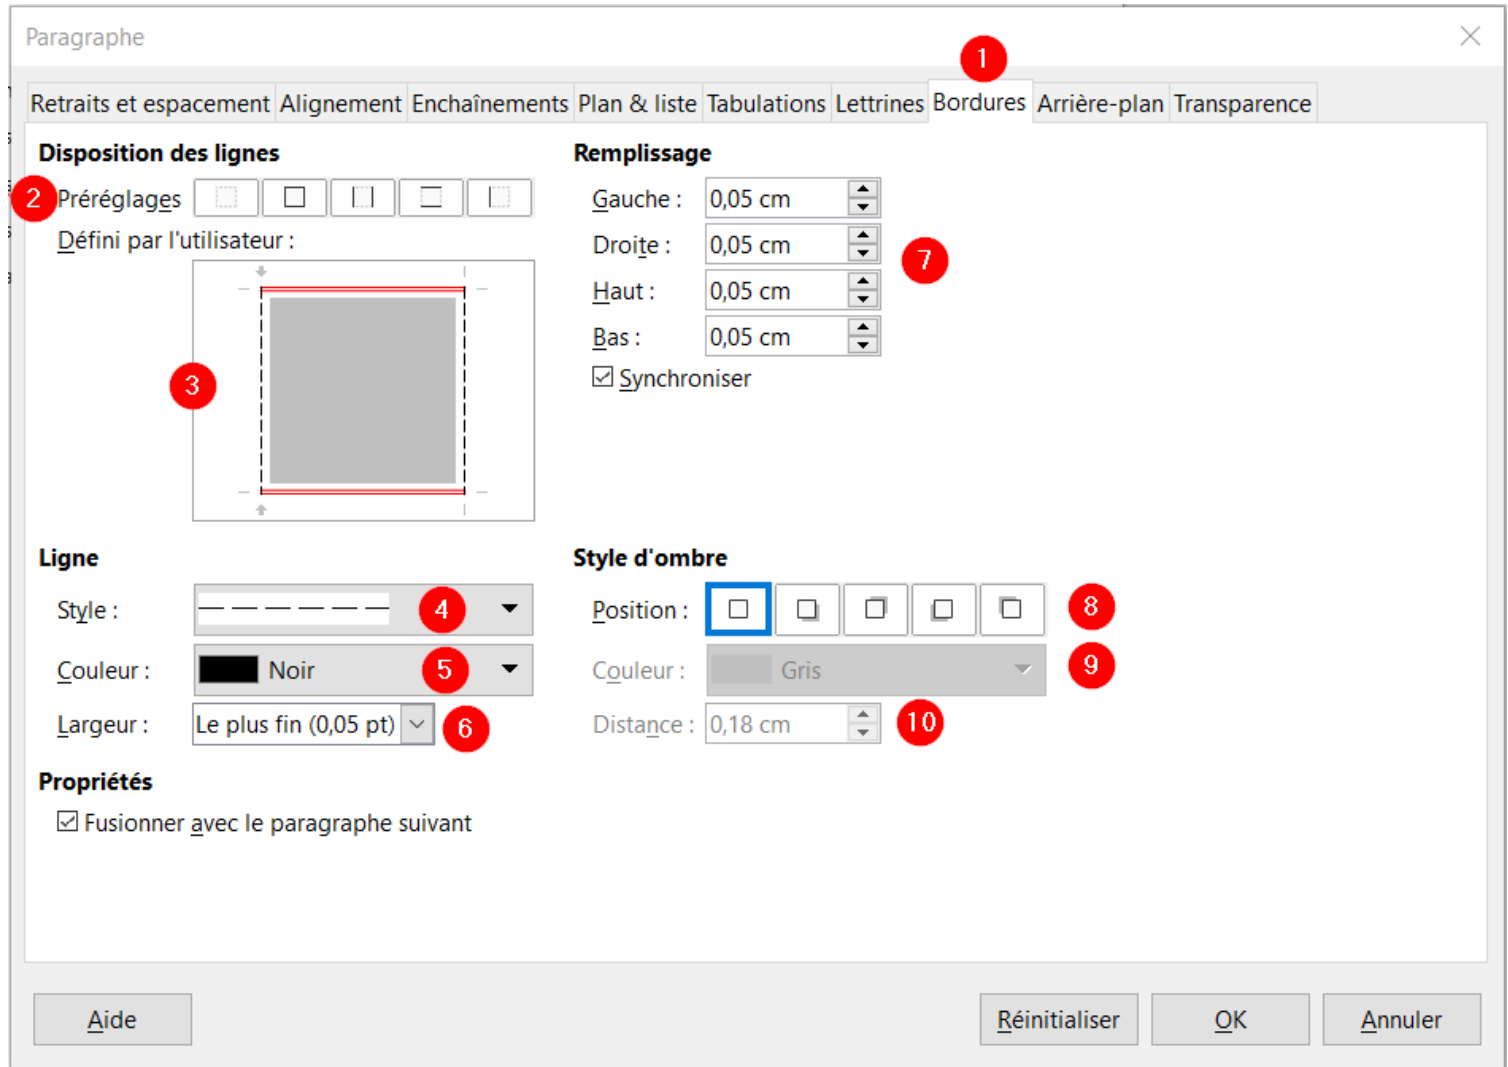 Paragraphe
1
Retraits et espacement Alignement Enchaînements Plan & liste Tabulations Lettrines Bordures Arrière-plan Transparence
Disposition des lignes
2 Préréglages
Défini par l'utilisateur :
3
Remplissage
Gauche : 0,05 cm
Droite : 0,05 cm
7
Haut : 0,05 cm
Bas : 0,05 cm
Synchroniser
Ligne
Style : 4
Couleur : Noir 5
Largeur : Le plus fin (0,05 pt) 6
Style d'ombre
Position : 8
Couleur : Gris 9
Distance : 0,18 cm 10
Propriétés
Fusionner avec le paragraphe suivant
Aide Réinitialiser OK Annuler